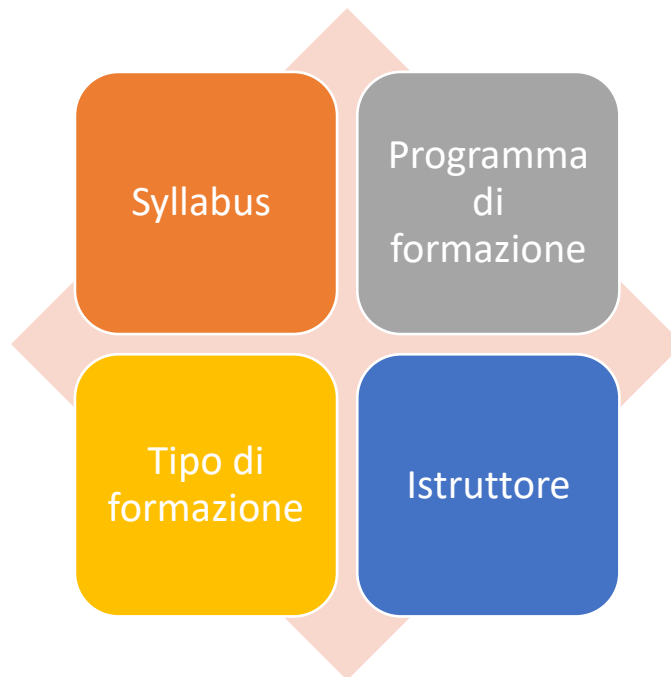 Syllabus
Programma
di
formazione
Tipo di
formazione
Istruttore